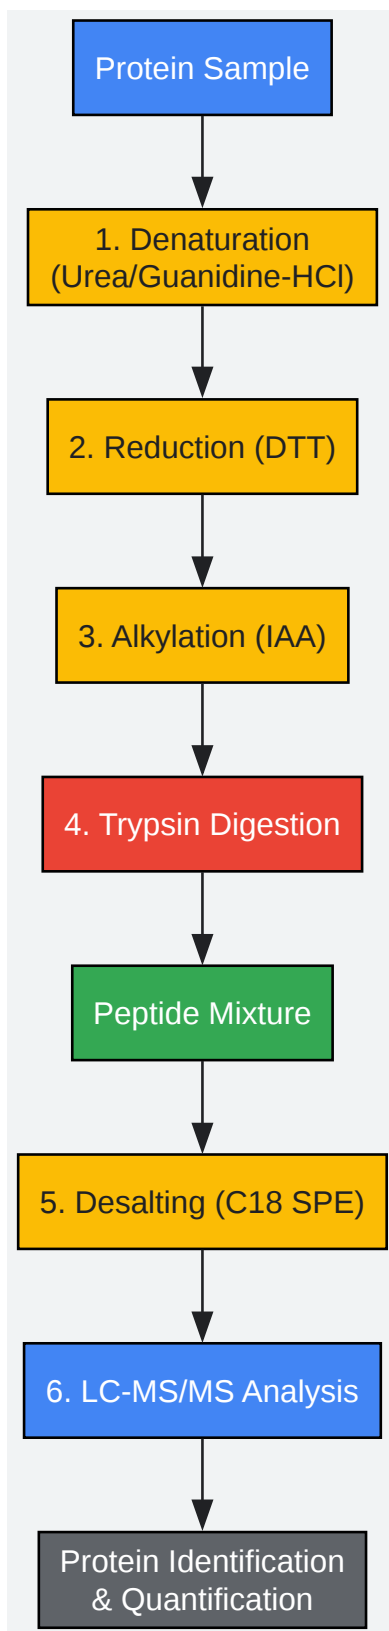 Protein Sample
1. Denaturation
(Urea/Guanidine-HCl)
2. Reduction (DTT)
3. Alkylation (IAA)
4. Trypsin Digestion
Peptide Mixture
5. Desalting (C18 SPE)
6. LC-MS/MS Analysis
Protein Identification
& Quantification